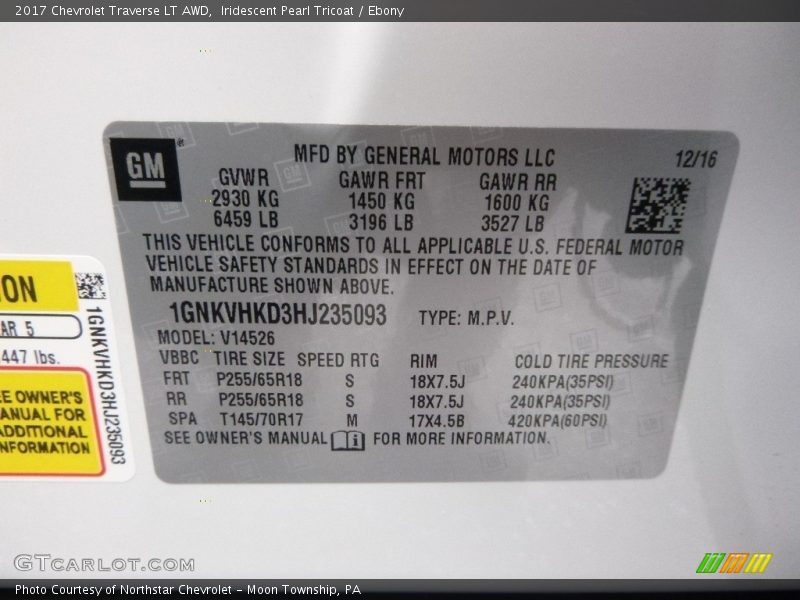 2017 Chevrolet Traverse LT AWD,  Iridescent Pearl Tricoat / Ebony
GM
MFD BY GENERAL MOTORS LLC 12/16
GVWR GAWR FRT GAWR RR
2930 KG 1450 KG 1600 KG
6459 LB 3196 LB 3527 LB
THIS VEHICLE CONFORMS TO ALL APPLICABLE U.S. FEDERAL MOTOR
VEHICLE SAFETY STANDARDS IN EFFECT ON THE DATE OF
MANUFACTURE SHOWN ABOVE.
1GNKVHKD3HJ235093 TYPE: M.P.V.
MODEL: V14526
VBBC TIRE SIZE SPEED RTG RIM COLD TIRE PRESSURE
FRT P255/65R18 S 18X7.5J 240KPA(35PSI)
RR P255/65R18 S 18X7.5J 240KPA(35PSI)
SPA T145/70R17 M 17X4.5B 420KPA(60PSI)
SEE OWNER'S MANUAL i FOR MORE INFORMATION.
ION
AR 5
447 lbs.
EE OWNER'S
ANUAL FOR
ADDITIONAL
NFORMATION
1GNKVHKD3HJ235093
GTCARLOT.COM
Photo Courtesy of Northstar Chevrolet - Moon Township, PA